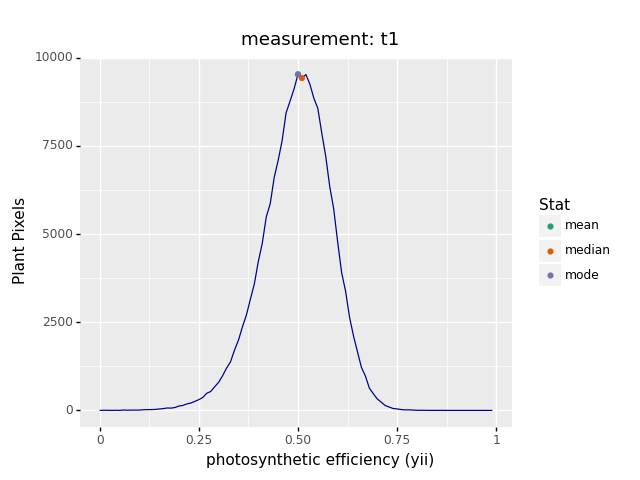 measurement: t1
10000
7500
5000
2500
0
Plant Pixels
0
0.25
0.50
0.75
1
photosynthetic efficiency (yii)
Stat
mean
median
mode